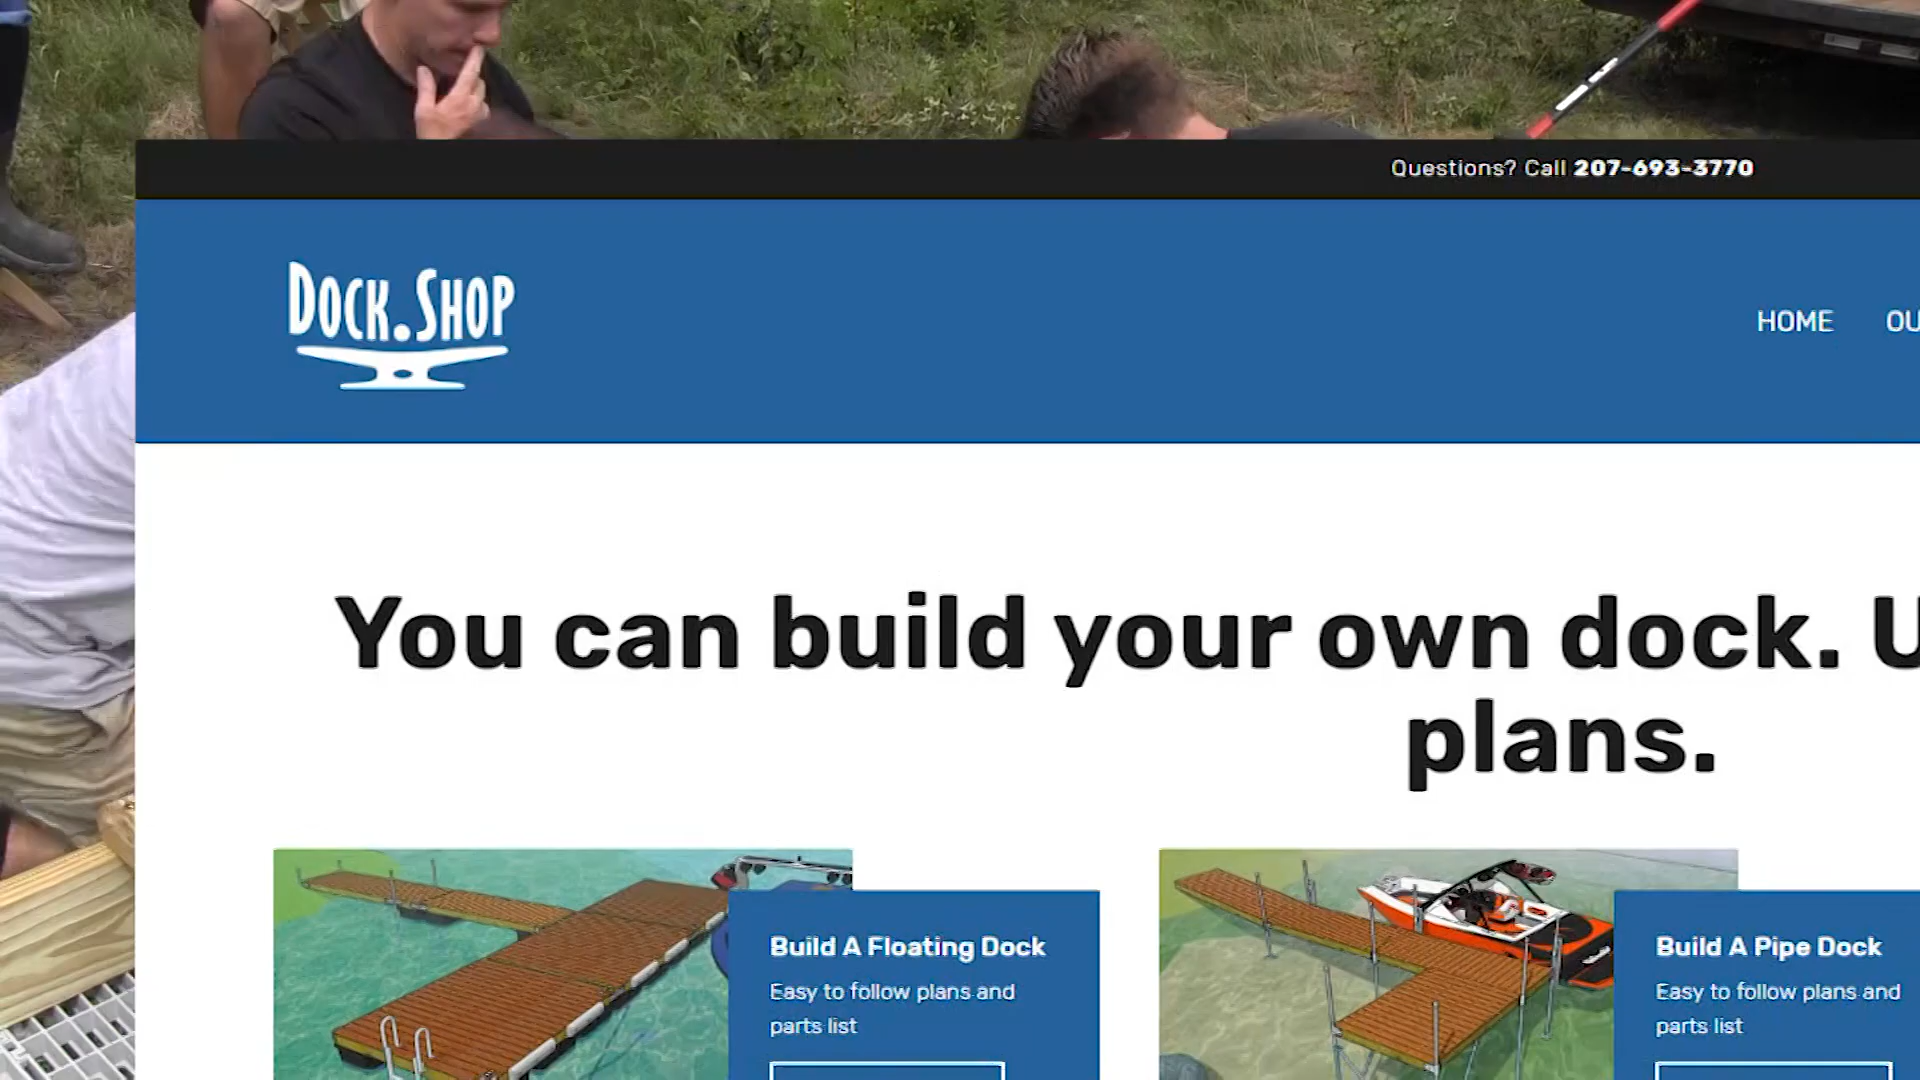 Questions? Call 207-693-3770
DOCK.SHOP
HOME
You can build your own dock.
plans.
Build A Floating Dock
Easy to follow plans and
parts list
Build A Pipe Dock
Easy to follow plans and
parts list